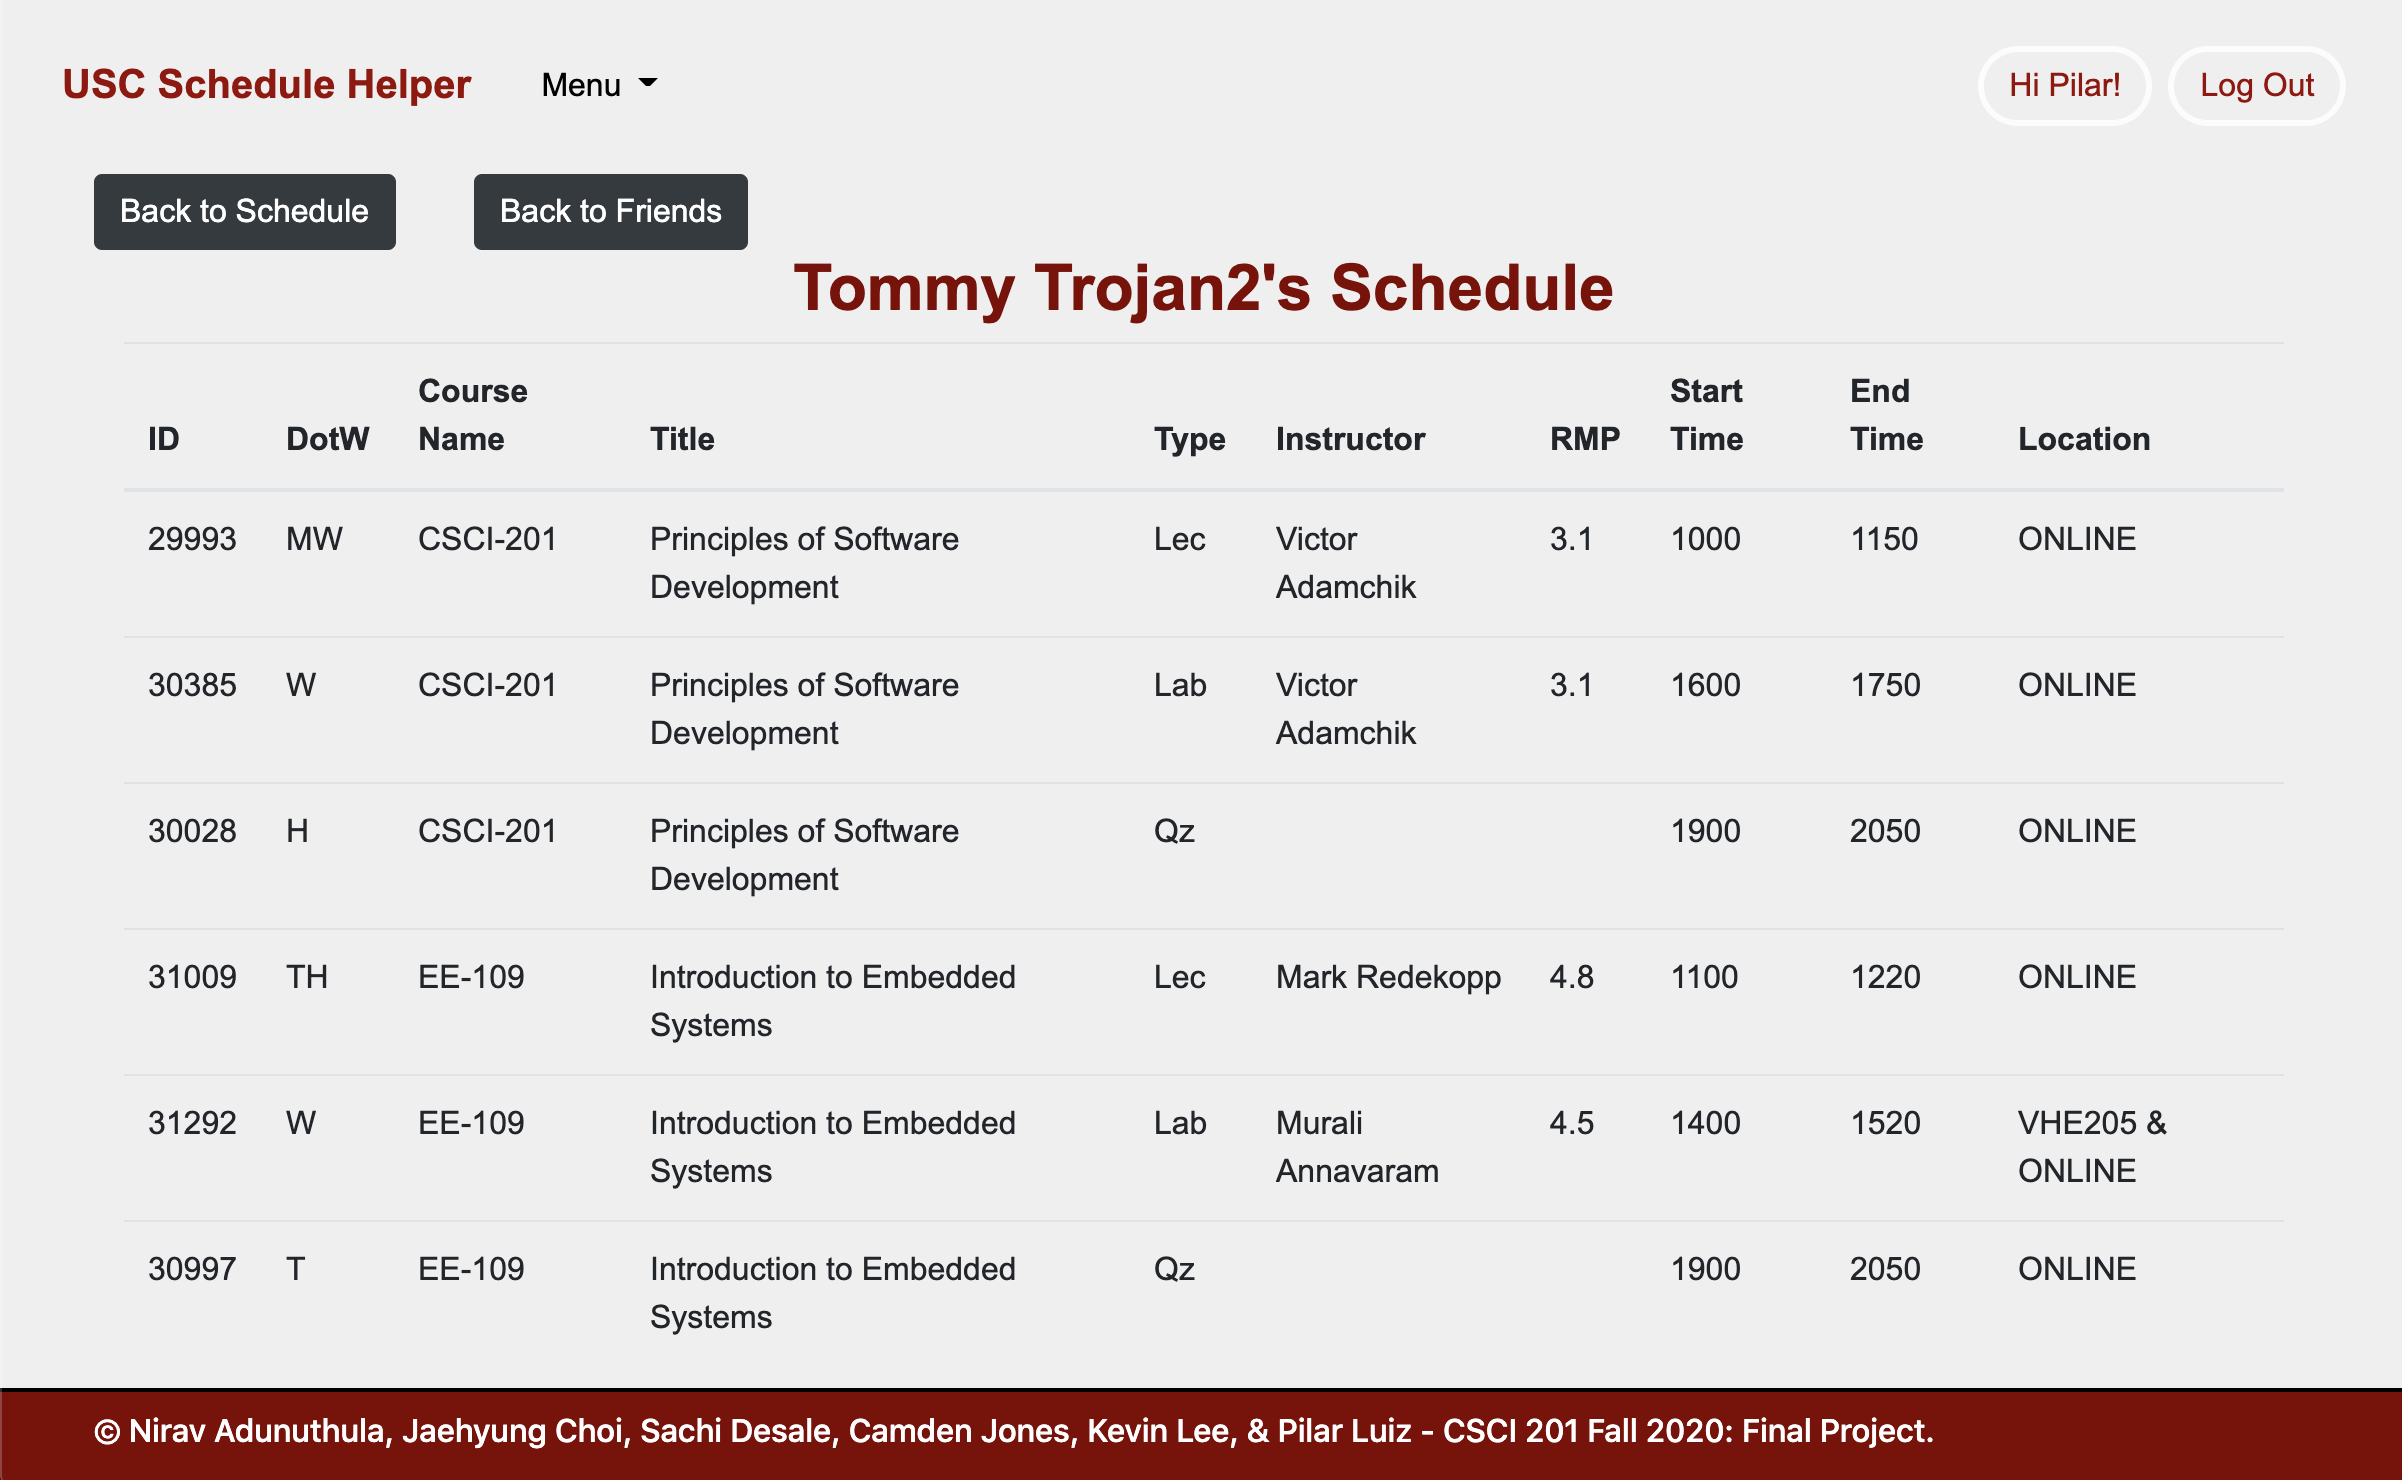 USC Schedule Helper Menu Hi Pilar! Log Out
Back to Schedule Back to Friends
Tommy Trojan2's Schedule
Course Start End
ID DotW Name Title Type Instructor RMP Time Time Location
29993 MW CSCI-201 Principles of Software Lec Victor 3.1 1000 1150 ONLINE
Development Adamchik
30385 W CSCI-201 Principles of Software Lab Victor 3.1 1600 1750 ONLINE
Development Adamchik
30028 H CSCI-201 Principles of Software Qz 1900 2050 ONLINE
Development
31009 TH EE-109 Introduction to Embedded Lec Mark Redekopp 4.8 1100 1220 ONLINE
Systems
31292 W EE-109 Introduction to Embedded Lab Murali 4.5 1400 1520 VHE205 &
Systems Annavaram ONLINE
30997 T EE-109 Introduction to Embedded Qz 1900 2050 ONLINE
Systems
© Nirav Adunuthula, Jaehyung Choi, Sachi Desale, Camden Jones, Kevin Lee, & Pilar Luiz - CSCI 201 Fall 2020: Final Project.